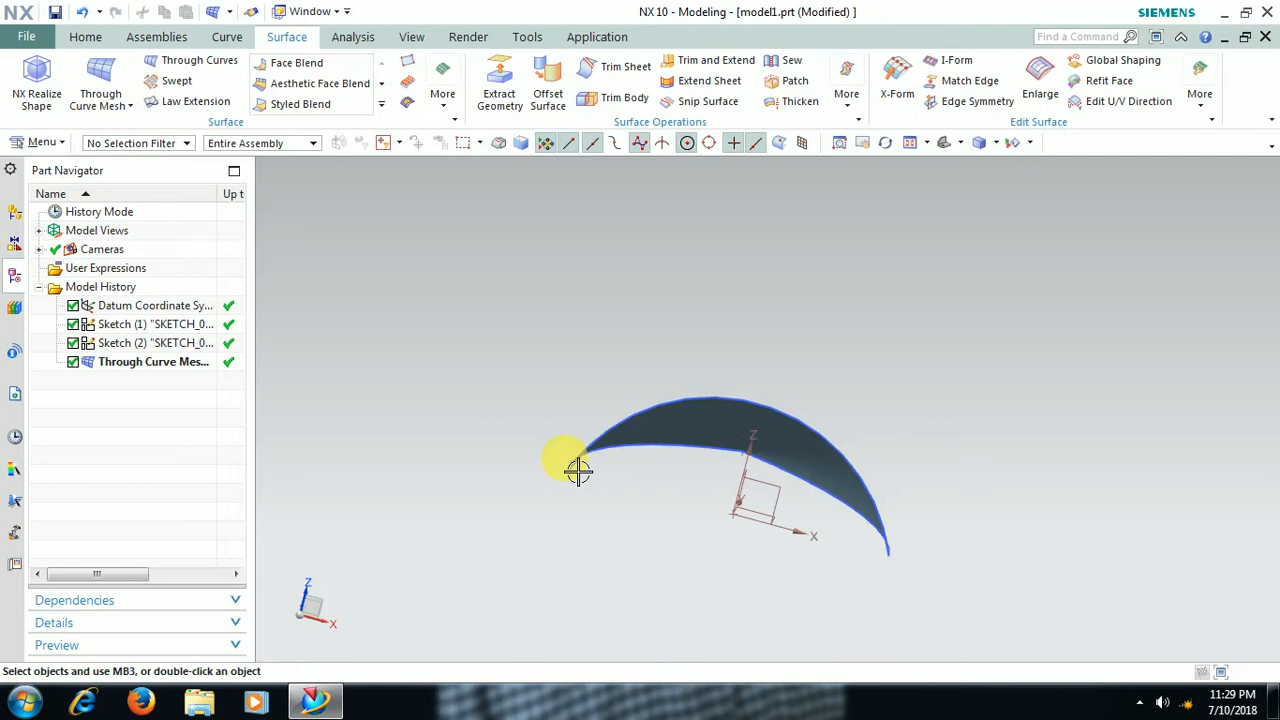 NX Window NX 10 - Modeling - [model1.prt (Modified) ] SIEMENS
File Home Assemblies Curve Surface Analysis View Render Tools Application Find a Command
NX Realize Shape
Through Curve Mesh
Through Curves
Swept
Law Extension
Face Blend
Aesthetic Face Blend
Styled Blend
More
Surface
Extract Geometry
Offset Surface
Trim Sheet
Trim Body
Trim and Extend
Extend Sheet
Snip Surface
Sew
Patch
Thicken
More
Surface Operations
X-Form
I-Form
Match Edge
Edge Symmetry
Enlarge
Global Shaping
Refit Face
Edit U/V Direction
More
Edit Surface
Menu No Selection Filter Entire Assembly
Part Navigator
Name Up t
History Mode
Model Views
Cameras
User Expressions
Model History
Datum Coordinate Sy...
Sketch (1) "SKETCH_0...
Sketch (2) "SKETCH_0...
Through Curve Mes...
Dependencies
Details
Preview
Z
X
Z
X
Select objects and use MB3, or double-click an object
11:29 PM
7/10/2018